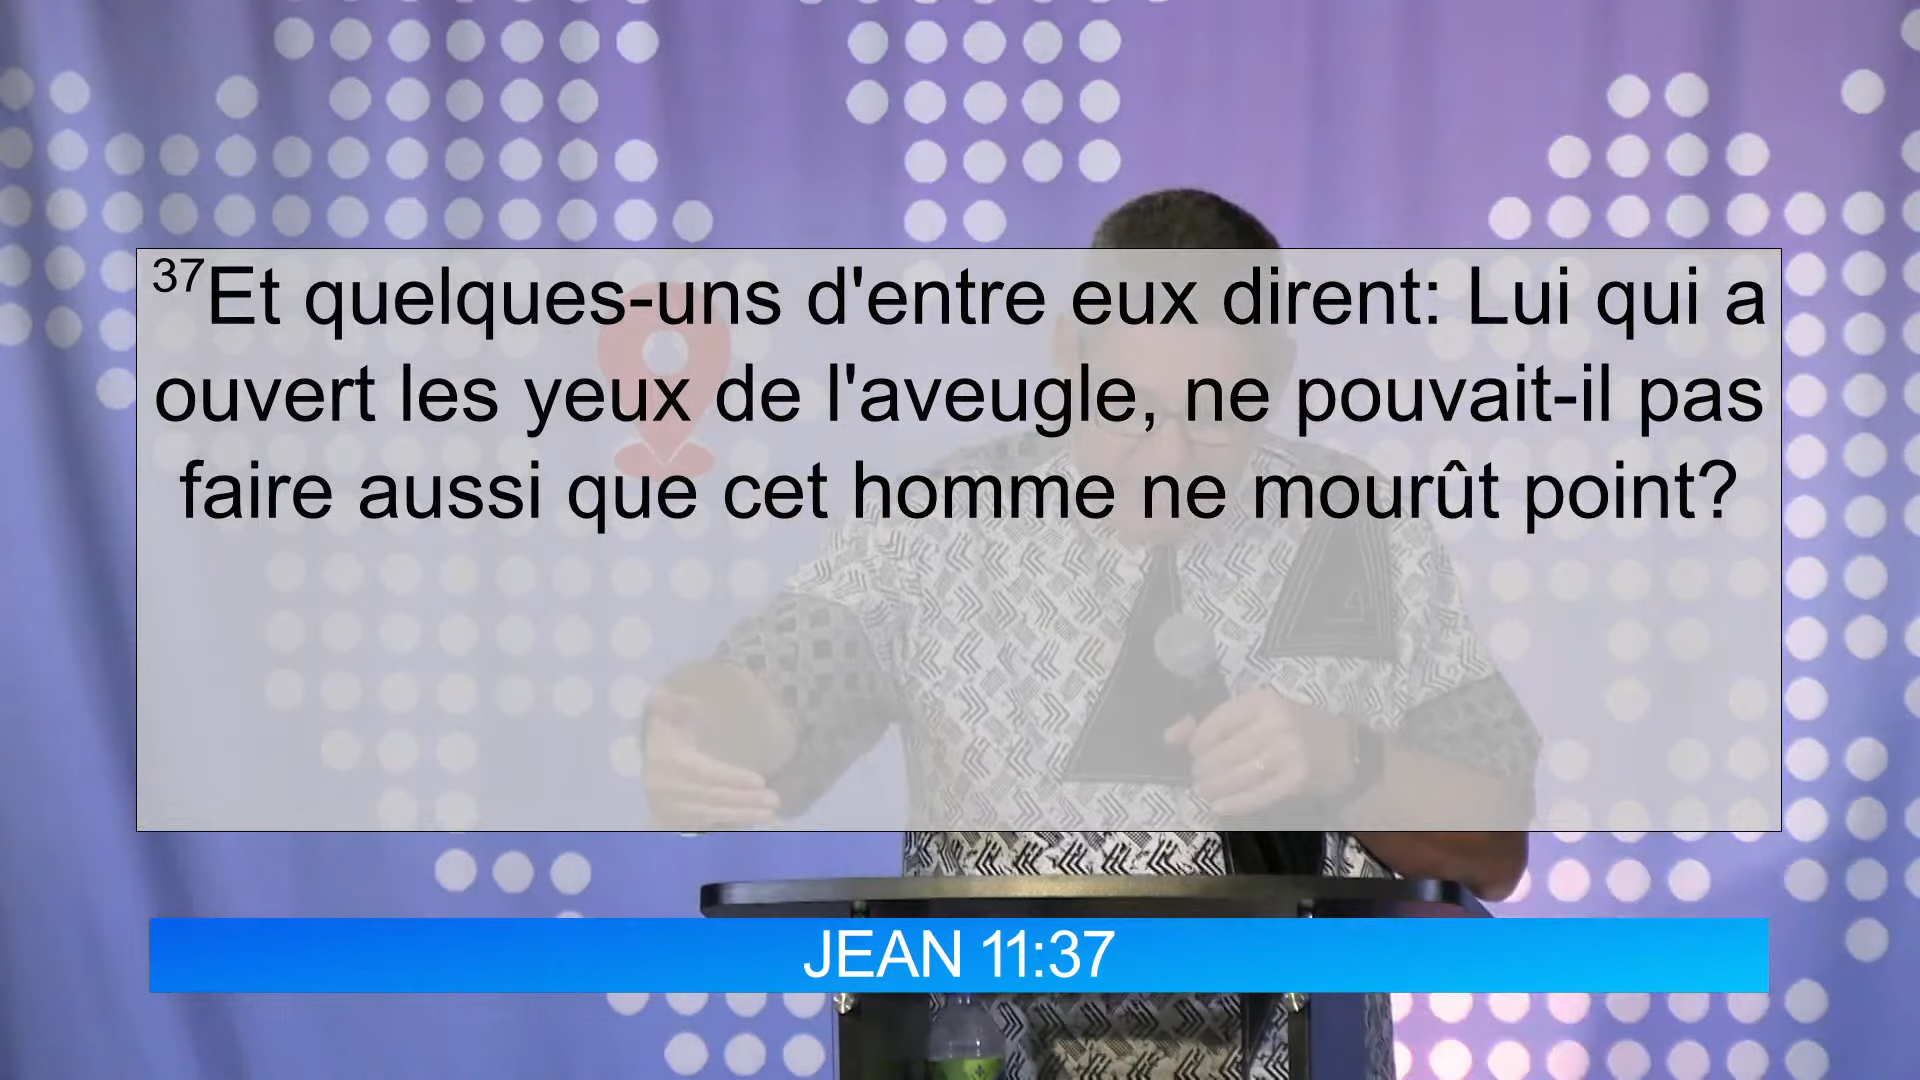 37Et quelques-uns d'entre eux dirent: Lui qui a
ouvert les yeux de l'aveugle, ne pouvait-il pas
faire aussi que cet homme ne mourût point?
JEAN 11:37